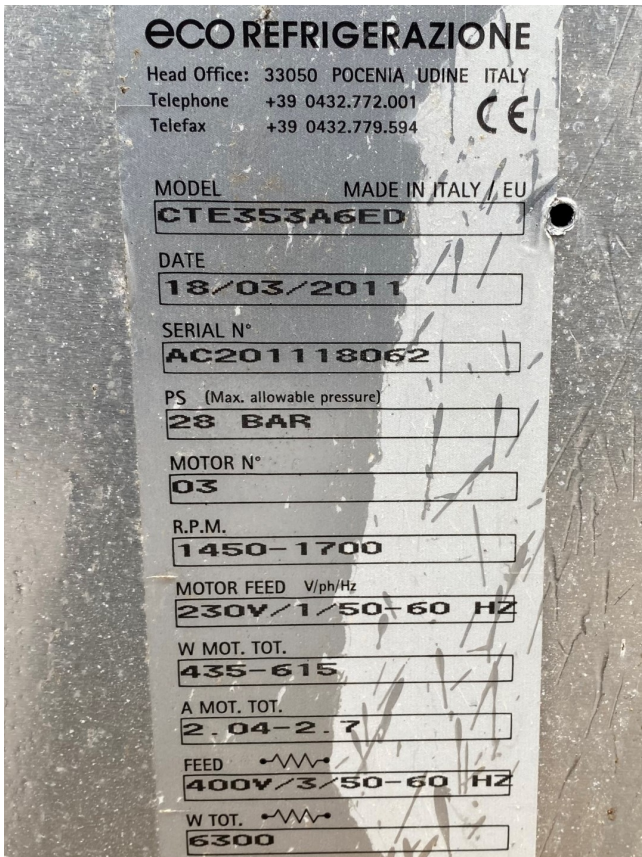 eco REFRIGERAZIONE
Head Office: 33050 POCENIA UDINE ITALY
Telephone +39 0432.772.001
Telefax +39 0432.779.594
CE
MODEL MADE IN ITALY / EU
CTE353A6ED
DATE
18/03/2011
SERIAL N°
AC201118062
PS (Max. allowable pressure)
28 BAR
MOTOR N°
03
R.P.M.
1450-1700
MOTOR FEED V/ph/Hz
230V/1/50-60 HZ
W MOT. TOT.
435-615
A MOT. TOT.
2.04-2.7
FEED
400V/3/50-60 HZ
W TOT.
6300